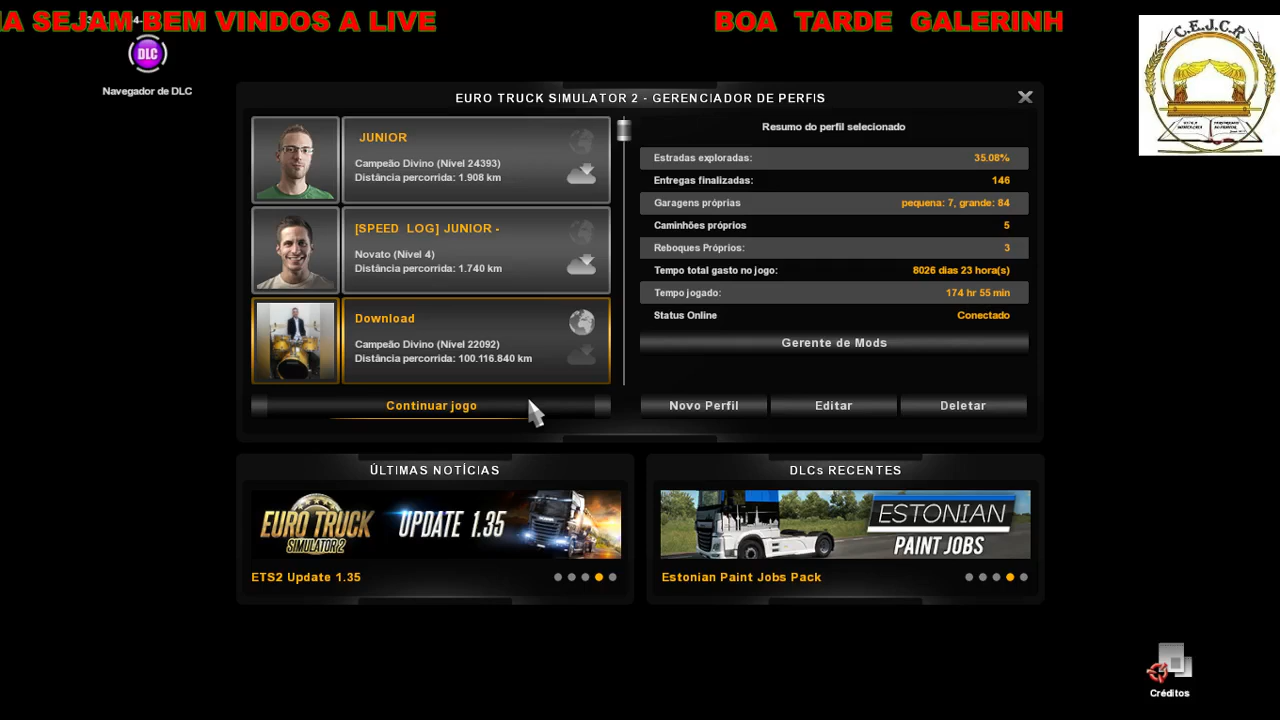 IA SEJAM BEM VINDOS A LIVE
BOA TARDE GALERINH
DLC
Navegador de DLC
C.E.J.C.R
EURO TRUCK SIMULATOR 2 - GERENCIADOR DE PERFIS
JUNIOR
Campeão Divino (Nível 24393)
Distância percorrida: 1.908 km
[SPEED LOG] JUNIOR -
Novato (Nível 4)
Distância percorrida: 1.740 km
Download
Campeão Divino (Nível 22092)
Distância percorrida: 100.116.840 km
Continuar jogo
Resumo do perfil selecionado
Estradas exploradas: 35.08%
Entregas finalizadas: 146
Garagens próprias pequena: 7, grande: 84
Caminhões próprios 5
Reboques Próprios: 3
Tempo total gasto no jogo: 8026 dias 23 hora(s)
Tempo jogado: 174 hr 55 min
Status Online Conectado
Gerente de Mods
Novo Perfil Editar Deletar
ÚLTIMAS NOTÍCIAS
EURO TRUCK
SIMULATOR 2
UPDATE 1.35
ETS2 Update 1.35
DLCs RECENTES
ESTONIAN
PAINT JOBS
Estonian Paint Jobs Pack
Créditos